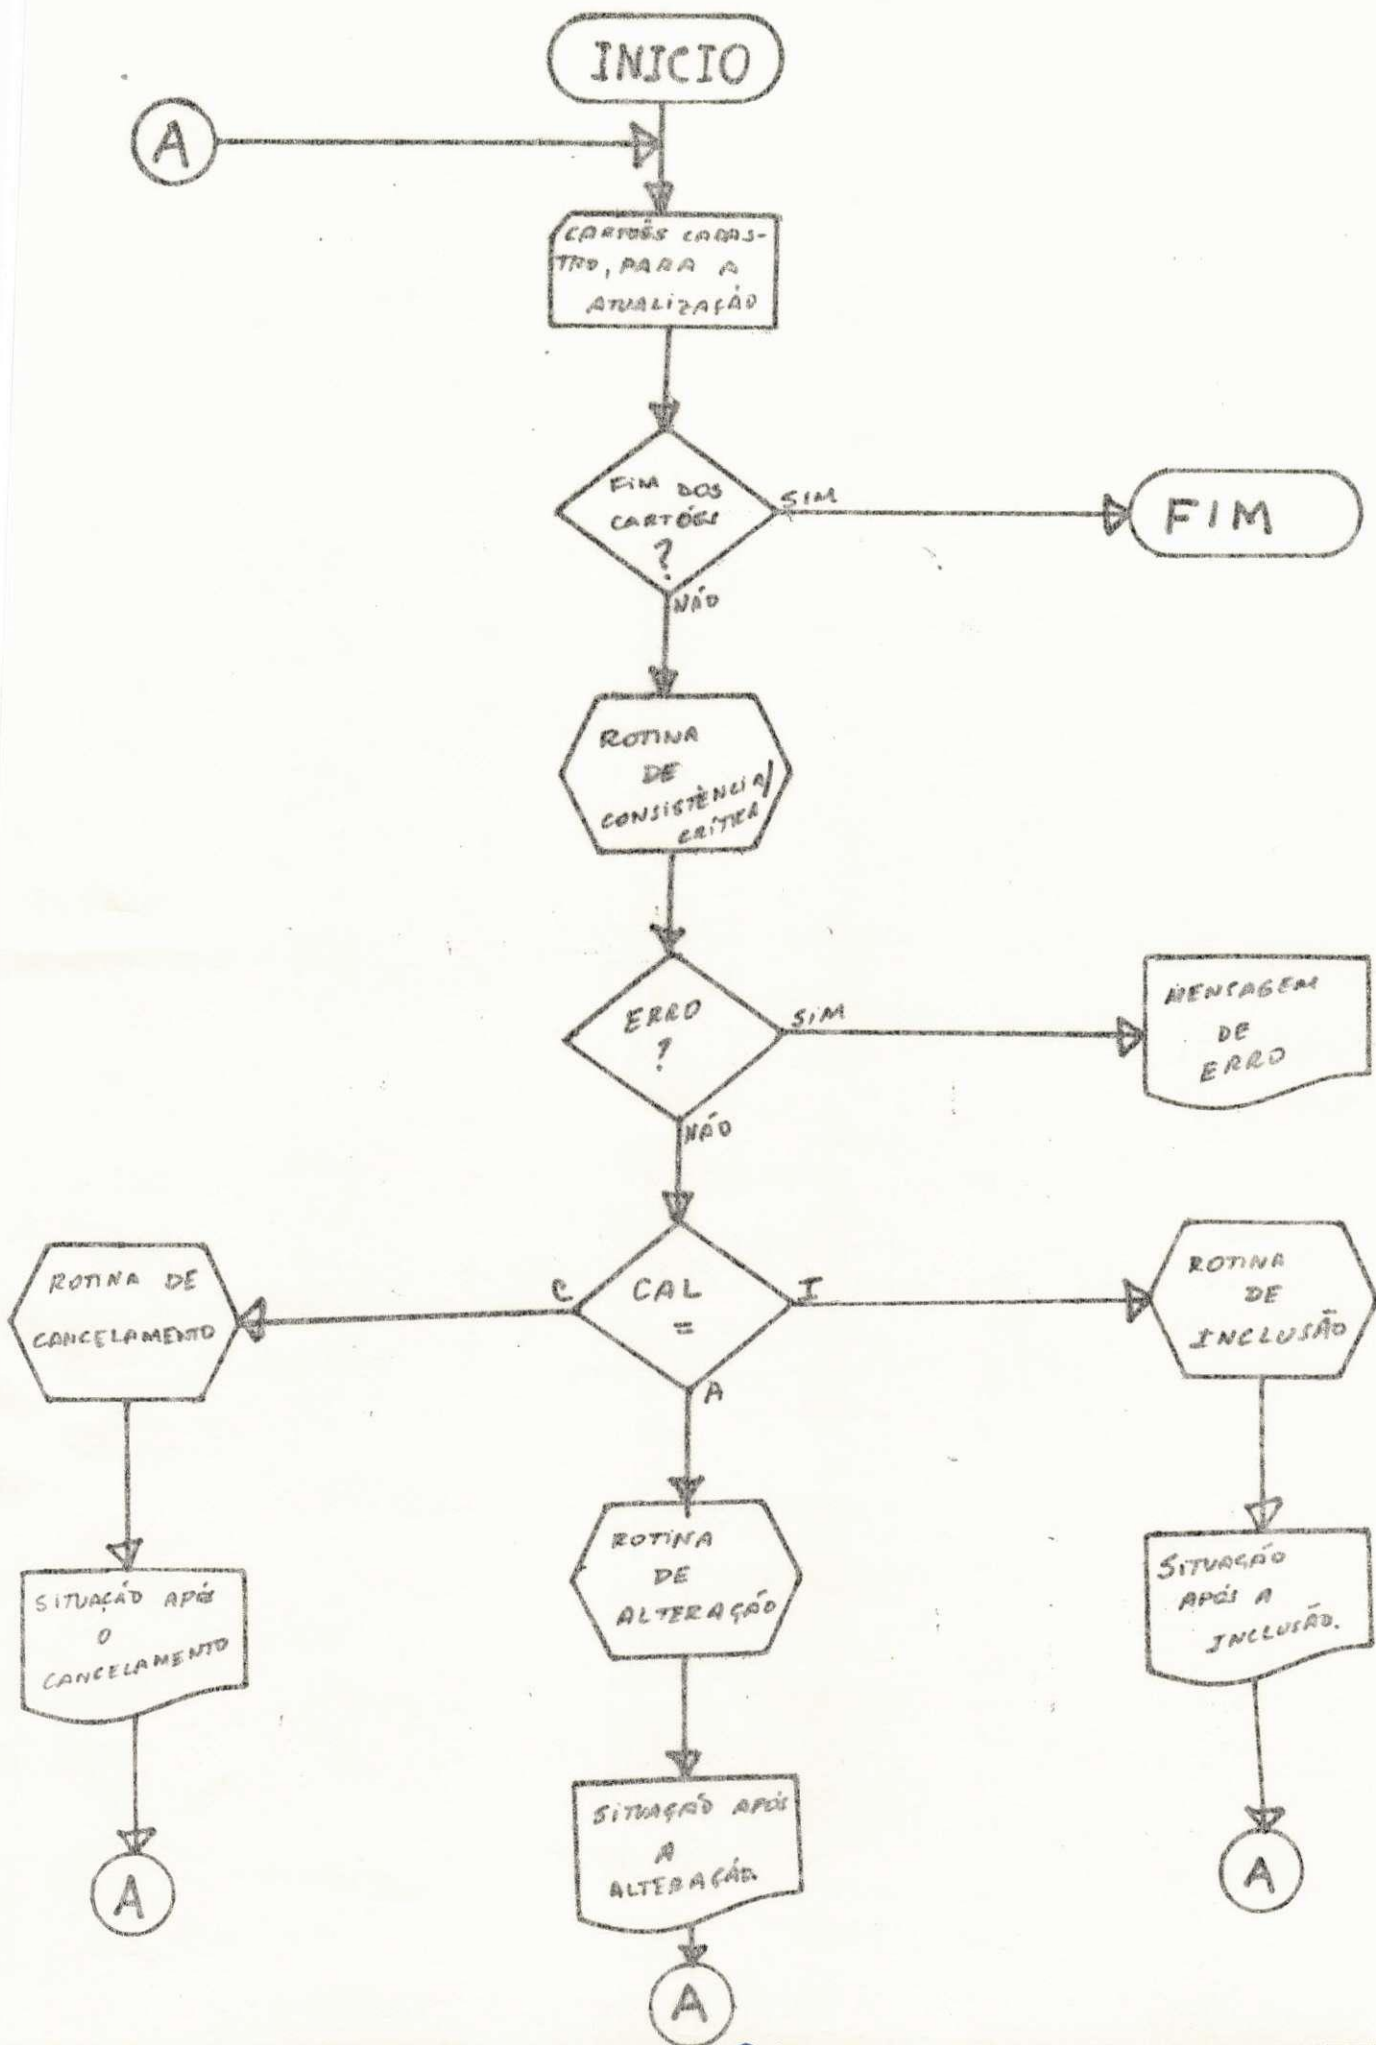 INICIO
A
CARTÕES CADAS-
TRO, PARA A
ATUALIZAÇÃO
FIM DOS
CARTÕES
?
SIM
FIM
NÃO
ROTINA
DE
CONSISTÊNCIA/
CRÍTICA
ERRO
?
SIM
MENSAGEM
DE
ERRO
NÃO
CAL
=
C
I
A
ROTINA DE
CANCELAMENTO
ROTINA
DE
INCLUSÃO
ROTINA
DE
ALTERAÇÃO
SITUAÇÃO APÓS
O
CANCELAMENTO
SITUAÇÃO
APÓS A
INCLUSÃO.
SITUAÇÃO APÓS
A
ALTERAÇÃO.
A
A
A